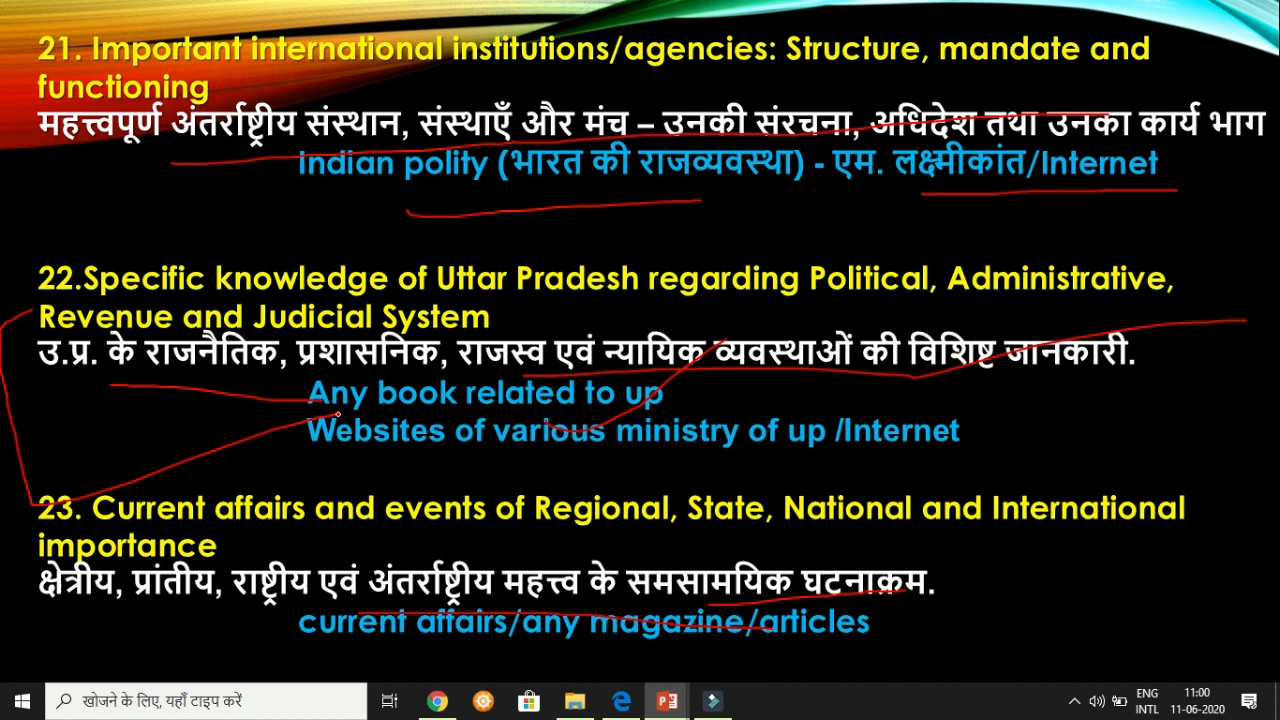 21. Important international institutions/agencies: Structure, mandate and
functioning
महत्त्वपूर्ण अंतर्राष्ट्रीय संस्थान, संस्थाएँ और मंच – उनकी संरचना, अधिदेश तथा उनका कार्य भाग
Indian polity (भारत की राजव्यवस्था) - एम. लक्ष्मीकांत/Internet
22.Specific knowledge of Uttar Pradesh regarding Political, Administrative,
Revenue and Judicial System
उ.प्र. के राजनैतिक, प्रशासनिक, राजस्व एवं न्यायिक व्यवस्थाओं की विशिष्ट जानकारी.
Any book related to up
Websites of various ministry of up /Internet
23. Current affairs and events of Regional, State, National and International
importance
क्षेत्रीय, प्रांतीय, राष्ट्रीय एवं अंतर्राष्ट्रीय महत्त्व के समसामयिक घटनाक्रम.
current affairs/any magazine/articles
खोजने के लिए, यहाँ टाइप करें
ENG 11:00
INTL 11-06-2020